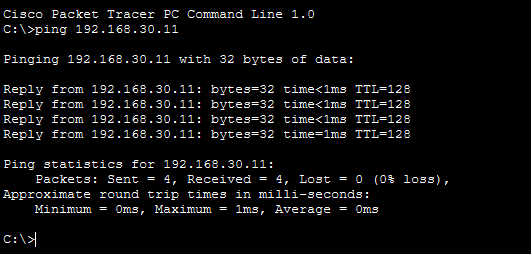 Cisco Packet Tracer PC Command Line 1.0
C:\>ping 192.168.30.11
Pinging 192.168.30.11 with 32 bytes of data:
Reply from 192.168.30.11: bytes=32 time<1ms TTL=128
Reply from 192.168.30.11: bytes=32 time<1ms TTL=128
Reply from 192.168.30.11: bytes=32 time<1ms TTL=128
Reply from 192.168.30.11: bytes=32 time=1ms TTL=128
Ping statistics for 192.168.30.11:
    Packets: Sent = 4, Received = 4, Lost = 0 (0% loss),
Approximate round trip times in milli-seconds:
    Minimum = 0ms, Maximum = 1ms, Average = 0ms
C:\>